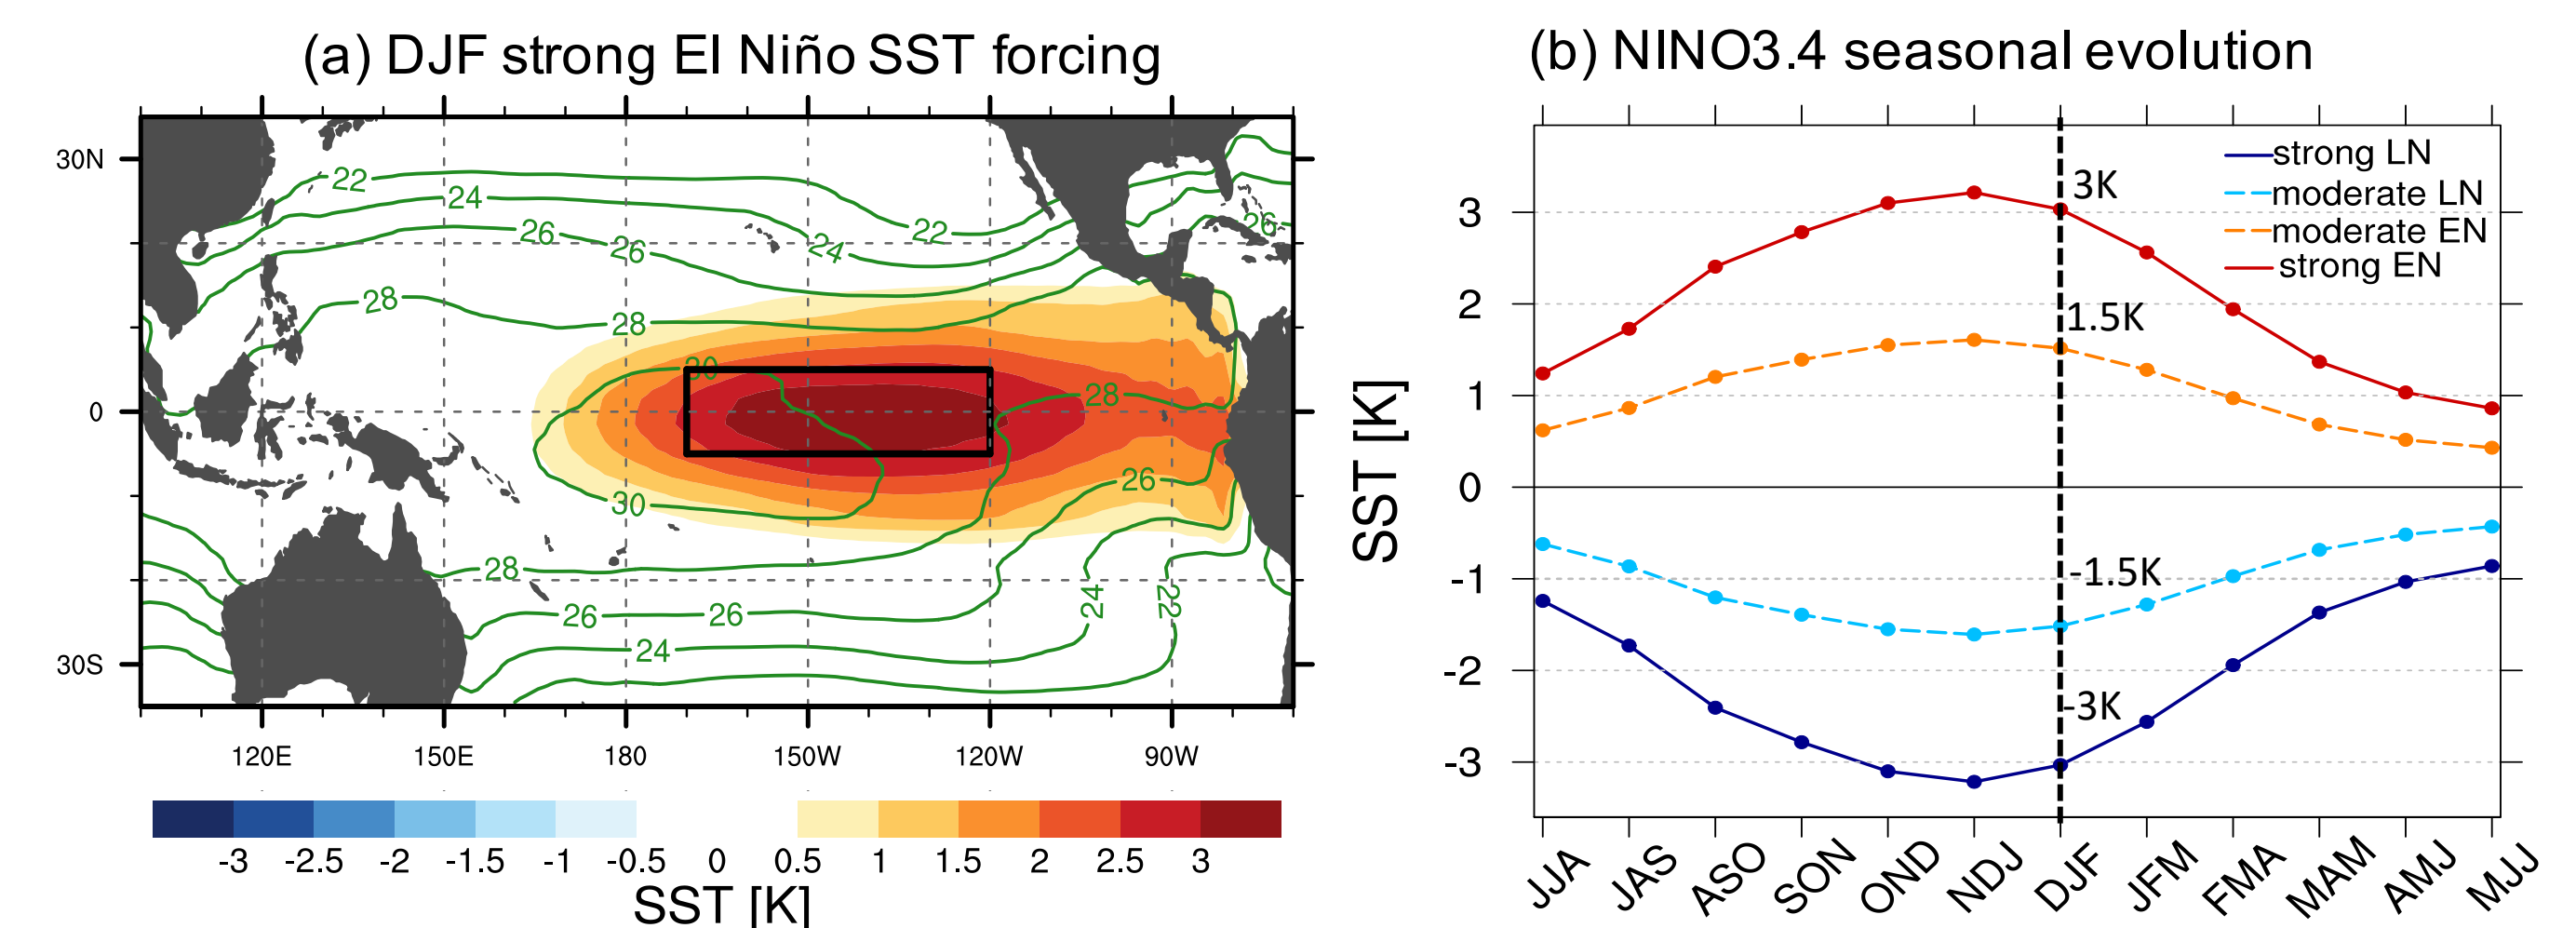 (a) DJF strong El Niño SST forcing
22
24
26
26
24
22
26
28
28
30
28
30
26
28
26
26
24
24
22
30N
0
30S
120E 150E 180 150W 120W 90W
-3 -2.5 -2 -1.5 -1 -0.5 0 0.5 1 1.5 2 2.5 3
SST [K]
(b) NINO3.4 seasonal evolution
strong LN
moderate LN
moderate EN
strong EN
3K
1.5K
-1.5K
-3K
SST [K]
3
2
1
0
-1
-2
-3
JJA JAS ASO SON OND NDJ DJF JFM FMA MAM AMJ MJJ